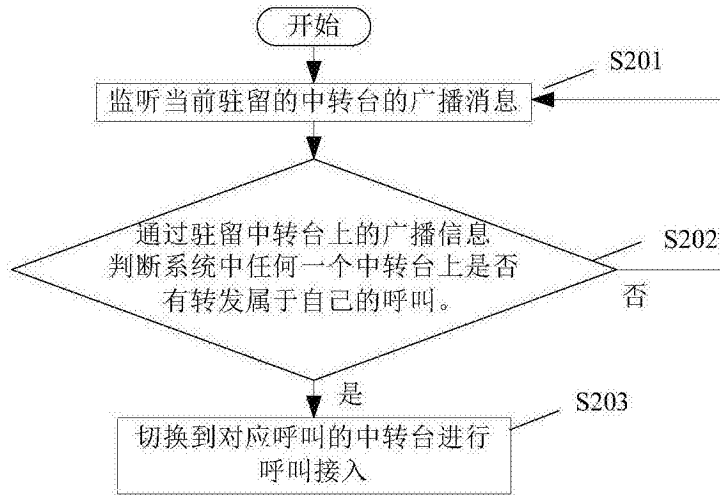 开始
S201
监听当前驻留的中转台的广播消息
通过驻留中转台上的广播信息
判断系统中任何一个中转台上是否
有转发属于自己的呼叫。
S202
否
是
S203
切换到对应呼叫的中转台进行
呼叫接入